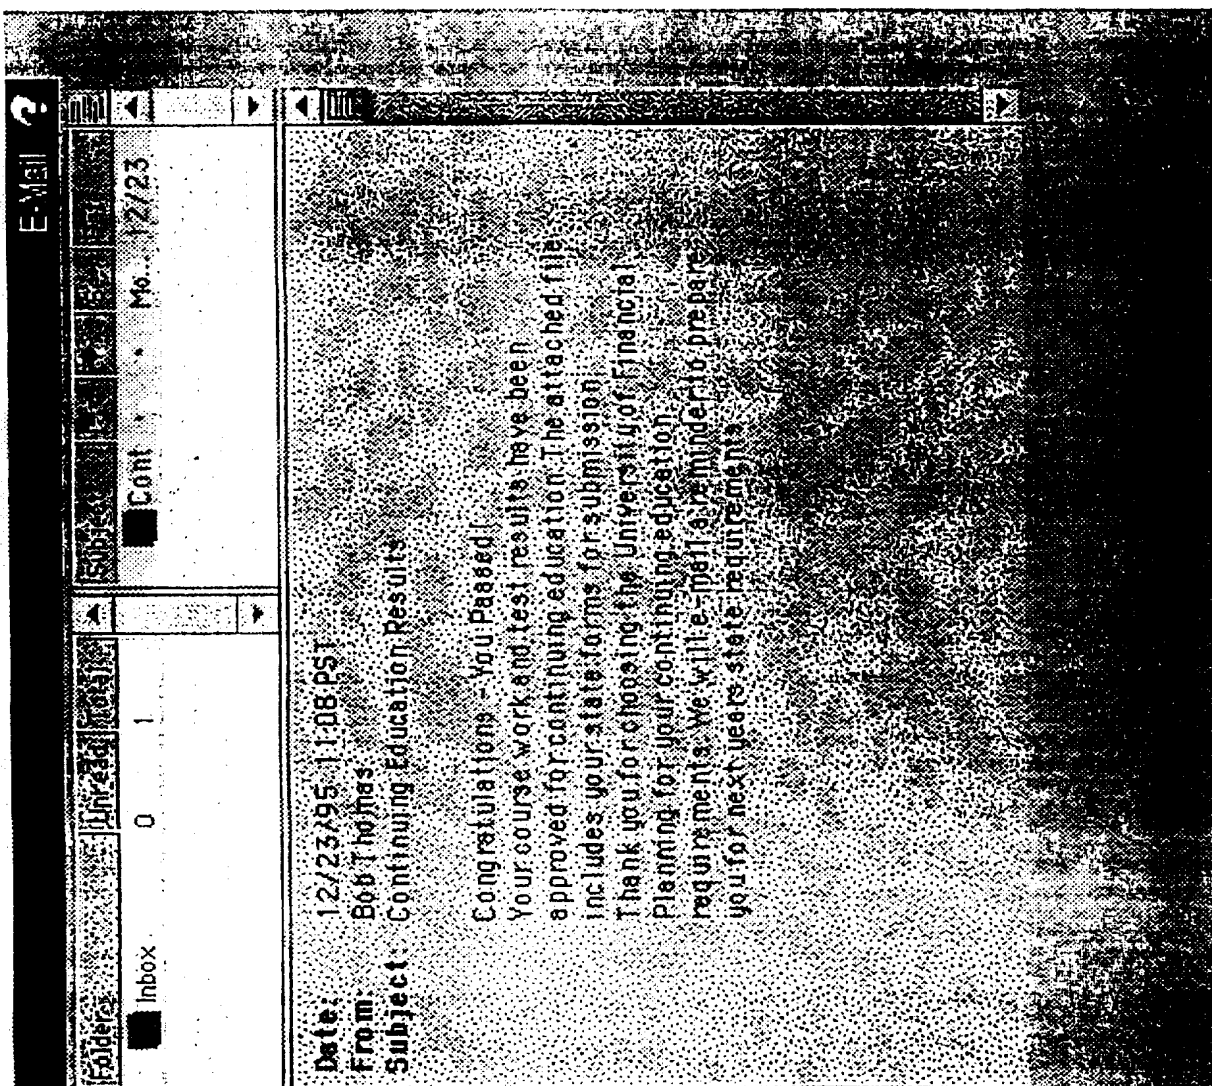 E-Mail ?
Folders Unread Total
Inbox 0 1
Subject
Cont Mo.. 12/23
Date: 12/23/95 11:08 PST
From: Bob Thomas
Subject: Continuing Education Results
Congratulations - You Passed!
Your course work and test results have been
approved for continuing education. The attached file
includes your state forms for submission.
Thank you for choosing the University of Financial
Planning for your continuing education
requirements. We will e-mail a reminder to prepare
you for next years state requirements.